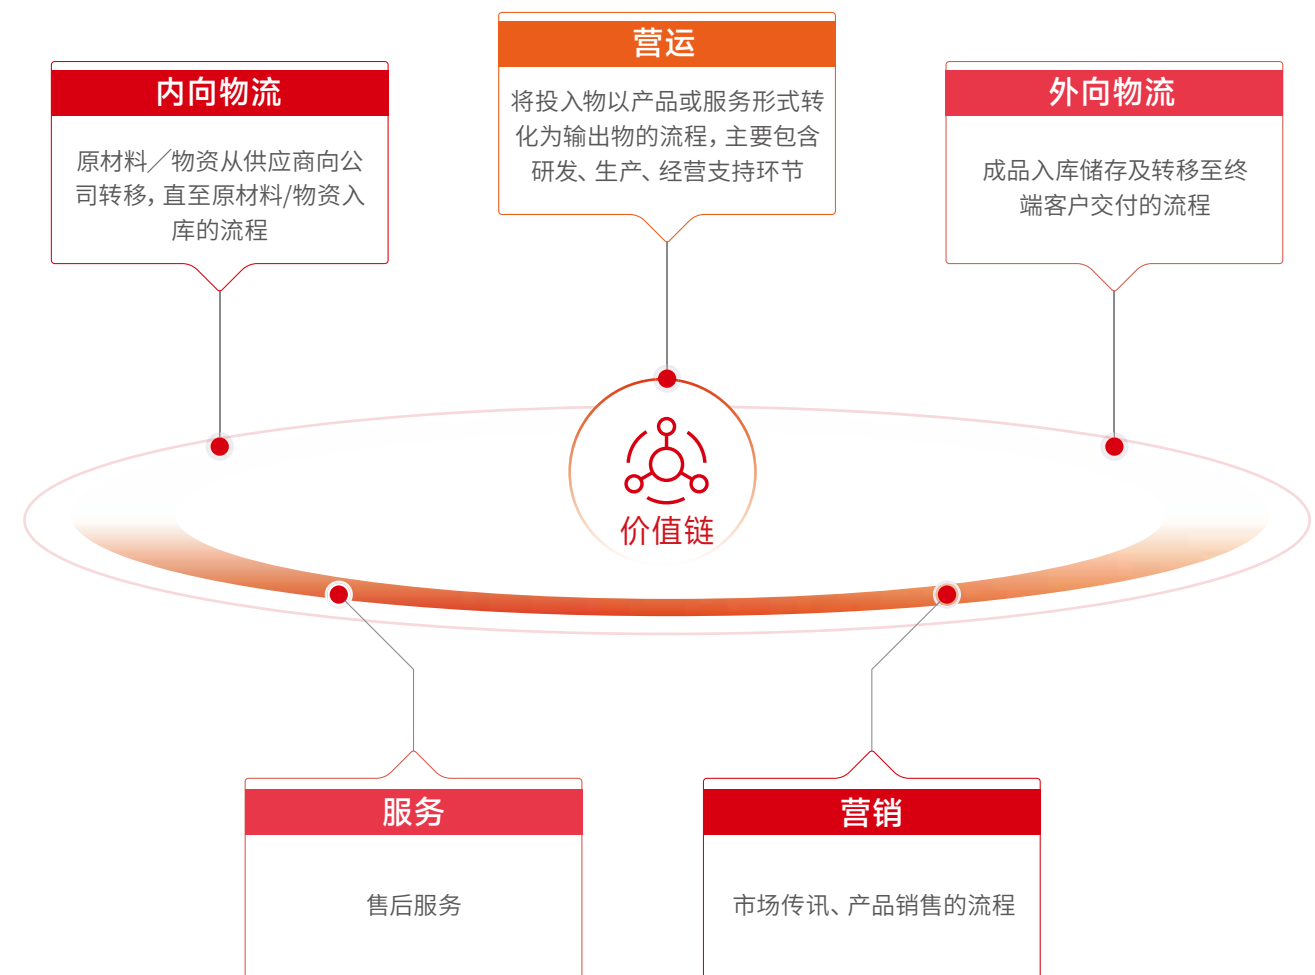 内向物流
原材料／物资从供应商向公
司转移，直至原材料/物资入
库的流程
营运
将投入物以产品或服务形式转
化为输出物的流程，主要包含
研发、生产、经营支持环节
外向物流
成品入库储存及转移至终
端客户交付的流程
价值链
服务
售后服务
营销
市场传讯、产品销售的流程